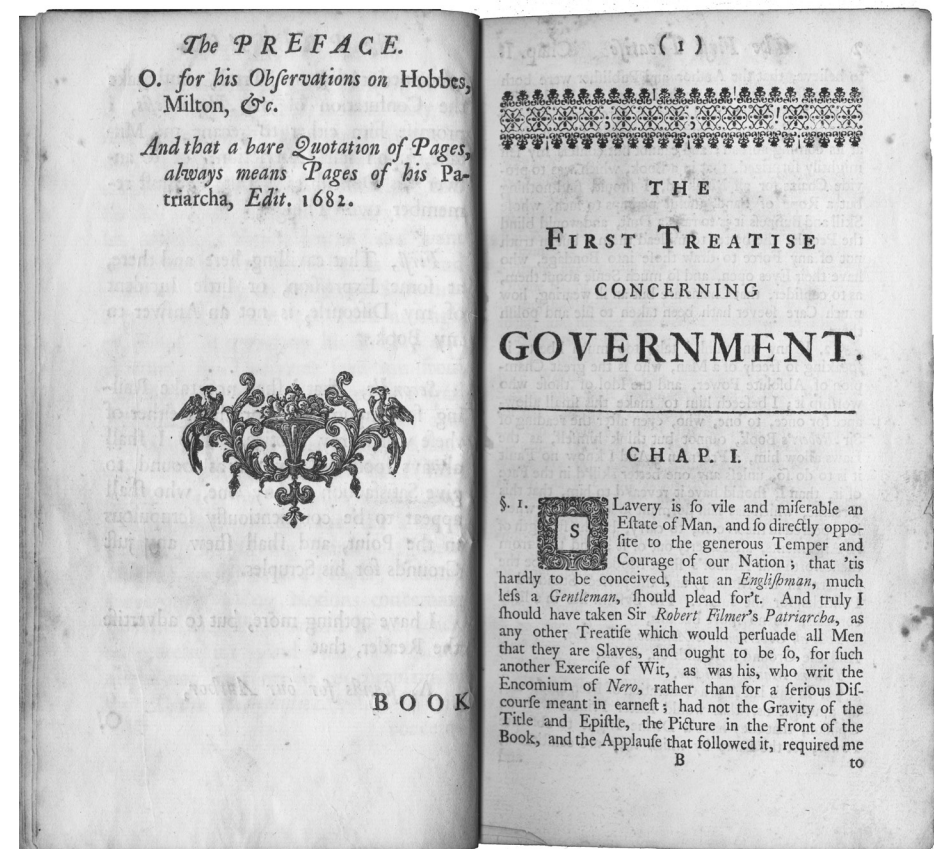 The PREFACE.
O. for his Obſervations on Hobbes,
Milton, &c.
And that a bare Quotation of Pages,
always means Pages of his Pa-
triarcha, Edit. 1682.
BOOK
(1)
THE
FIRST TREATISE
CONCERNING
GOVERNMENT.
CHAP. I.
§. 1. SLavery is ſo vile and miſerable an
Eſtate of Man, and ſo directly oppo-
ſite to the generous Temper and
Courage of our Nation; that 'tis
hardly to be conceived, that an Engliſhman, much
leſs a Gentleman, ſhould plead for't. And truly I
ſhould have taken Sir Robert Filmer's Patriarcha, as
any other Treatiſe which would perſuade all Men
that they are Slaves, and ought to be ſo, for ſuch
another Exerciſe of Wit, as was his, who writ the
Encomium of Nero, rather than for a ſerious Diſ-
courſe meant in earneſt; had not the Gravity of the
Title and Epiſtle, the Picture in the Front of the
Book, and the Applauſe that followed it, required me
B to